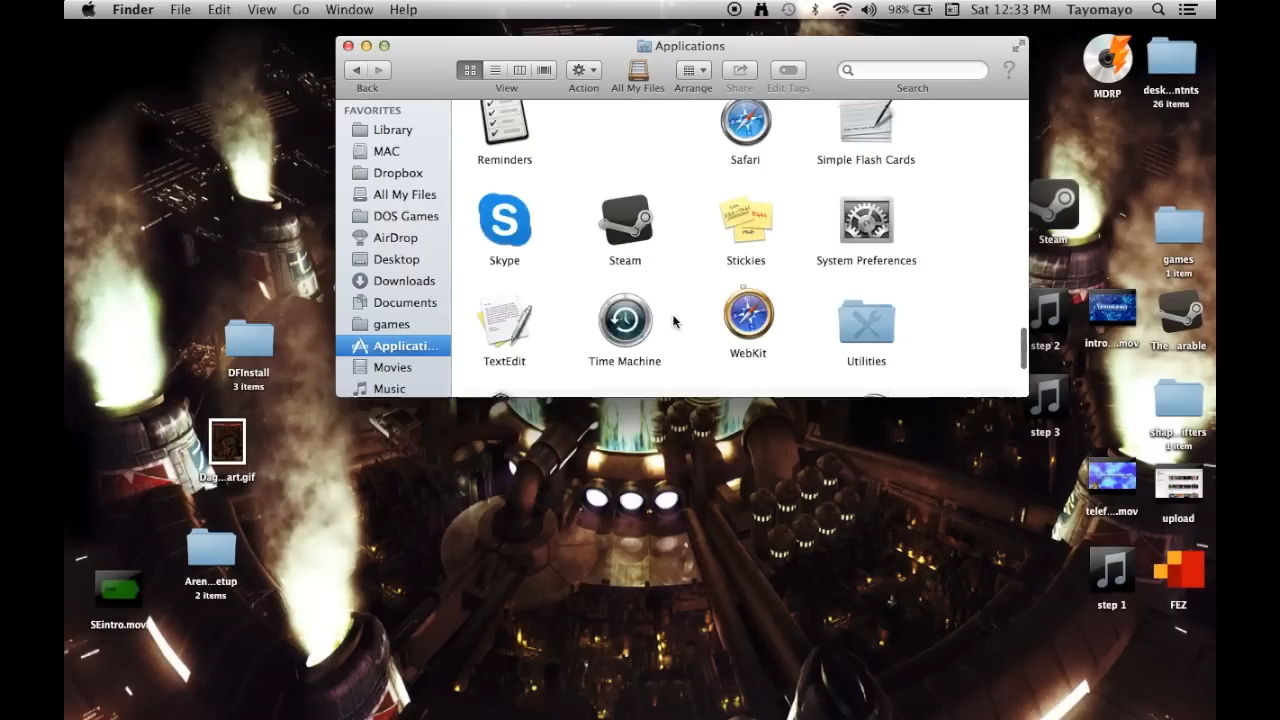 Finder File Edit View Go Window Help 98% Sat 12:33 PM Tayomayo
Applications
Back View Action All My Files Arrange Share Edit Tags Search
FAVORITES
Library
MAC
Dropbox
All My Files
DOS Games
AirDrop
Desktop
Downloads
Documents
games
Applicati...
Movies
Music
Reminders Safari Simple Flash Cards
Skype Steam Stickies System Preferences
TextEdit Time Machine WebKit Utilities
MDRP
desk...ntnts
26 items
Steam
games
1 item
step 2
intro....mov
The...arable
step 3
shap...ifters
1 item
telef....mov
upload
step 1
FEZ
DFInstall
3 items
Dag...art.gif
Aren...etup
2 items
SEintro.mov